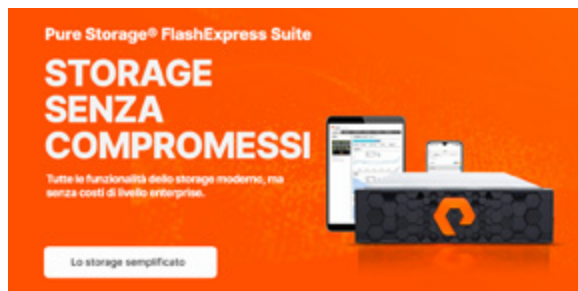 Pure Storage® FlashExpress Suite
STORAGE
SENZA
COMPROMESSI
Tutte le funzionalità dello storage moderno, ma
senza costi di livello enterprise.
Lo storage semplificato